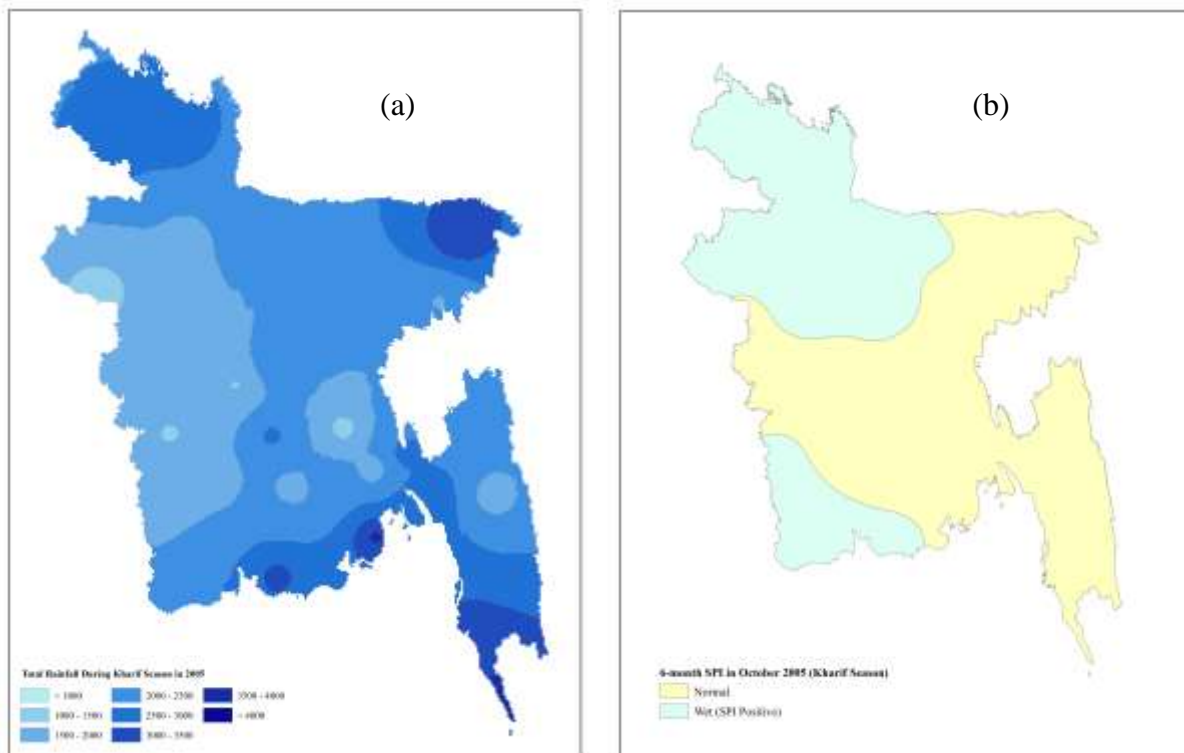 (a)
(b)
Total Rainfall During Kharif Season in 2005
< 1000
2000 - 2500
3500 - 4000
1000 - 1500
2500 - 3000
> 4000
1500 - 2000
3000 - 3500
6-month SPI in October 2005 (Kharif Season)
Normal
Wet (SPI Positive)